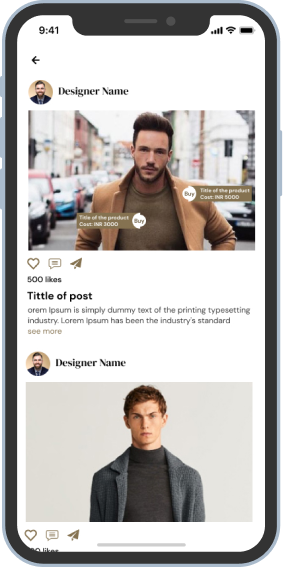 9:41
Designer Name
Title of the product
Cost: INR 5000
Buy
Title of the product
Cost: INR 3000
Buy
500 likes
Tittle of post
orem Ipsum is simply dummy text of the printing typesetting
industry. Lorem Ipsum has been the industry's standard
see more
Designer Name
likes